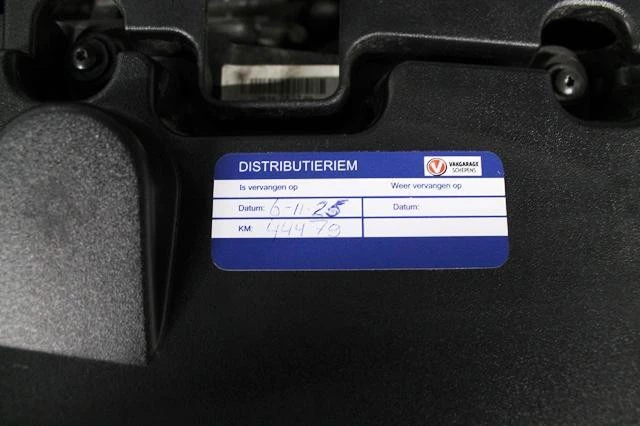 DISTRIBUTIERIEM
VAKGARAGE
SCHEPENS
Is vervangen op
Weer vervangen op
Datum: 6-11-25
Datum:
KM: 44479